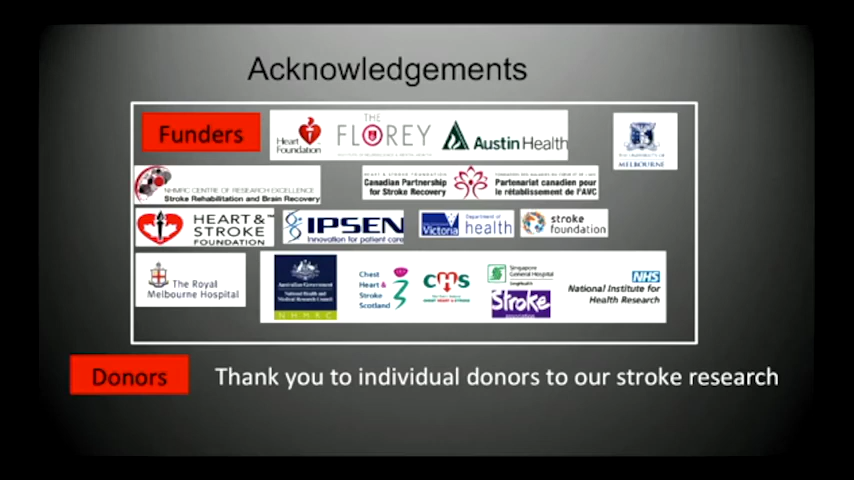 Acknowledgements
Funders
Heart
Foundation
THE
FLOREY
Austin Health
MELBOURNE
NHMRC CENTRE OF RESEARCH EXCELLENCE
Stroke Rehabilitation and Brain Recovery
Canadian Partnership
for Stroke Recovery
Partenariat canadien pour
le rétablissement de l'AVC
HEART &™
STROKE
FOUNDATION
IPSEN
Innovation for patient care
Victoria
Department of
health
stroke
foundation
The Royal
Melbourne Hospital
Australian Government
National Health and
Medical Research Council
NHMRC
Chest
Heart &
Stroke
Scotland
Singapore
General Hospital
Stroke
NHS
National Institute for
Health Research
Donors
Thank you to individual donors to our stroke research